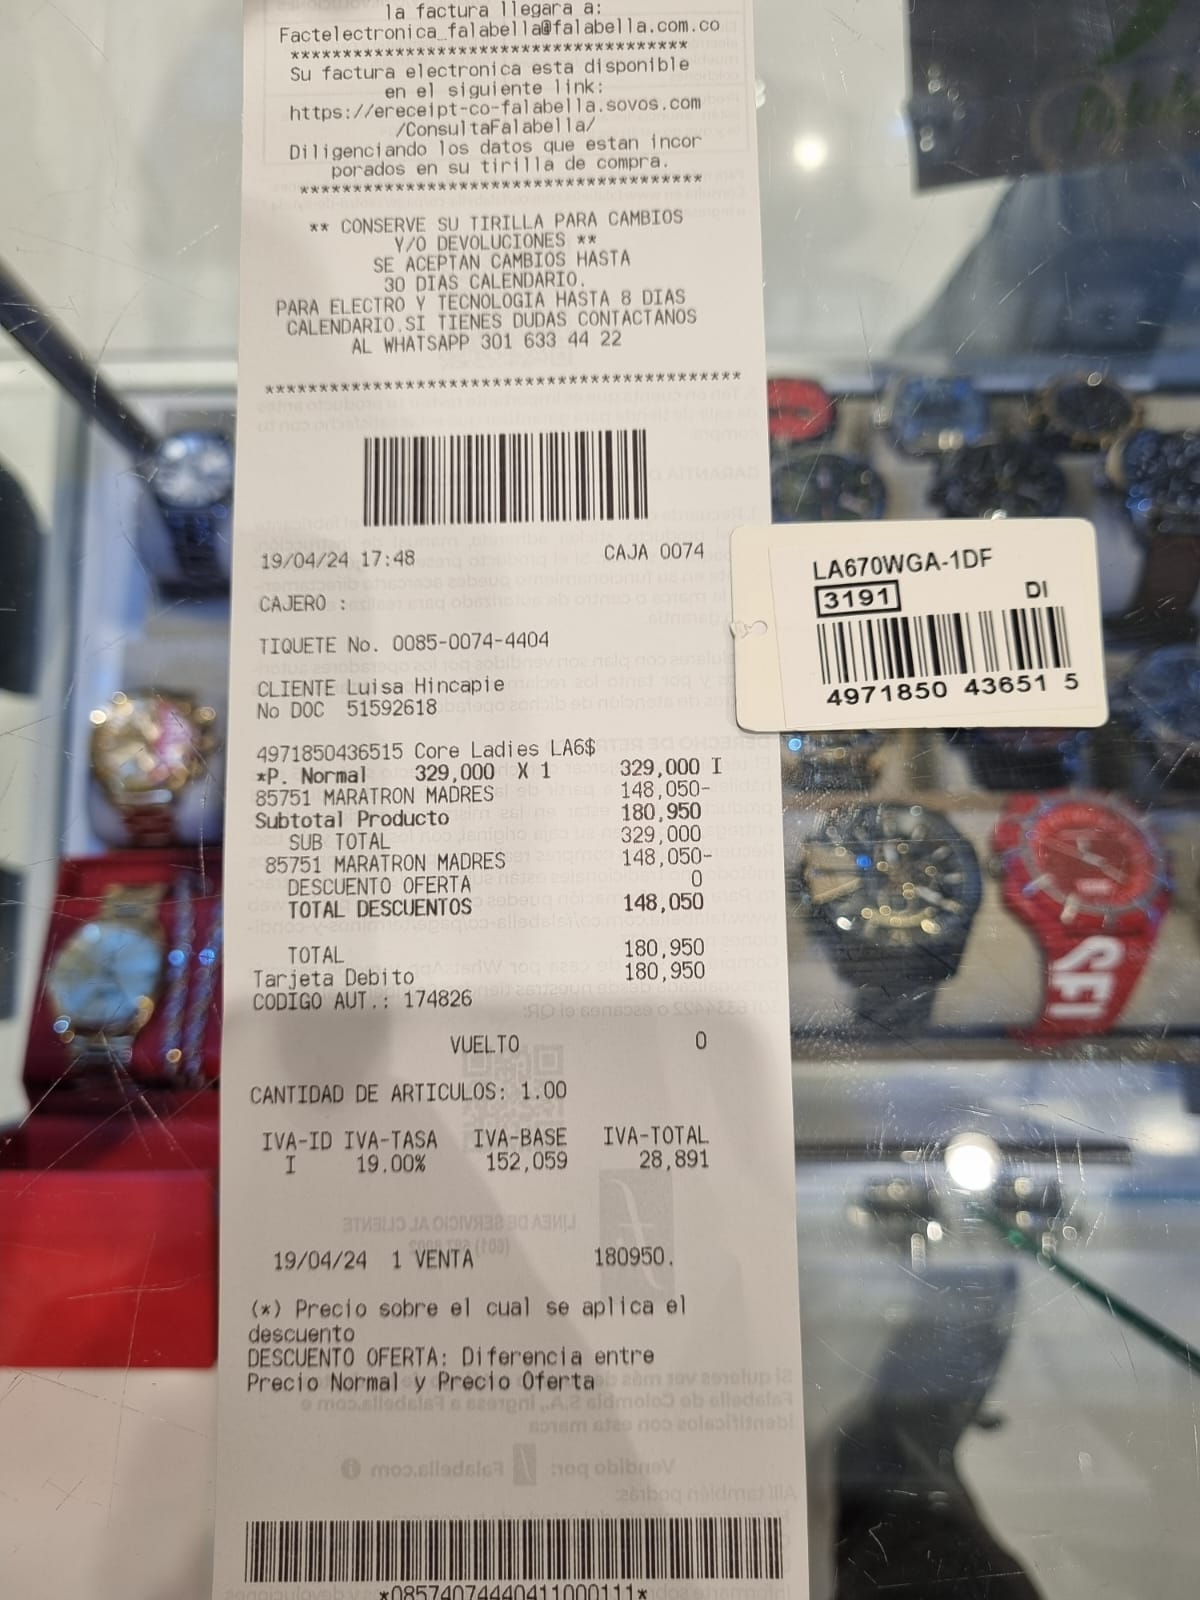 la factura llegara a:
Factelectronica_falabella@falabella.com.co
***************************************
Su factura electronica esta disponible
en el siguiente link:
https://ereceipt-co-falabella.sovos.com
/ConsultaFalabella/
Diligenciando los datos que estan incor
porados en su tirilla de compra.
***************************************
** CONSERVE SU TIRILLA PARA CAMBIOS
Y/O DEVOLUCIONES **
SE ACEPTAN CAMBIOS HASTA
30 DIAS CALENDARIO.
PARA ELECTRO Y TECNOLOGIA HASTA 8 DIAS
CALENDARIO.SI TIENES DUDAS CONTACTANOS
AL WHATSAPP 301 633 44 22
********************************************
19/04/24 17:48 CAJA 0074
CAJERO :
TIQUETE No. 0085-0074-4404
CLIENTE Luisa Hincapie
No DOC 51592618
4971850436515 Core Ladies LA6$
*P. Normal 329,000 X 1 329,000 I
85751 MARATRON MADRES 148,050-
Subtotal Producto 180,950
SUB TOTAL 329,000
85751 MARATRON MADRES 148,050-
DESCUENTO OFERTA 0
TOTAL DESCUENTOS 148,050
TOTAL 180,950
Tarjeta Debito 180,950
CODIGO AUT.: 174826
VUELTO 0
CANTIDAD DE ARTICULOS: 1.00
IVA-ID IVA-TASA IVA-BASE IVA-TOTAL
I 19.00% 152,059 28,891
19/04/24 1 VENTA 180950.
(*) Precio sobre el cual se aplica el
descuento
DESCUENTO OFERTA: Diferencia entre
Precio Normal y Precio Oferta
*08574074440411000111*
LA670WGA-1DF
3191 DI
4971850 43651 5